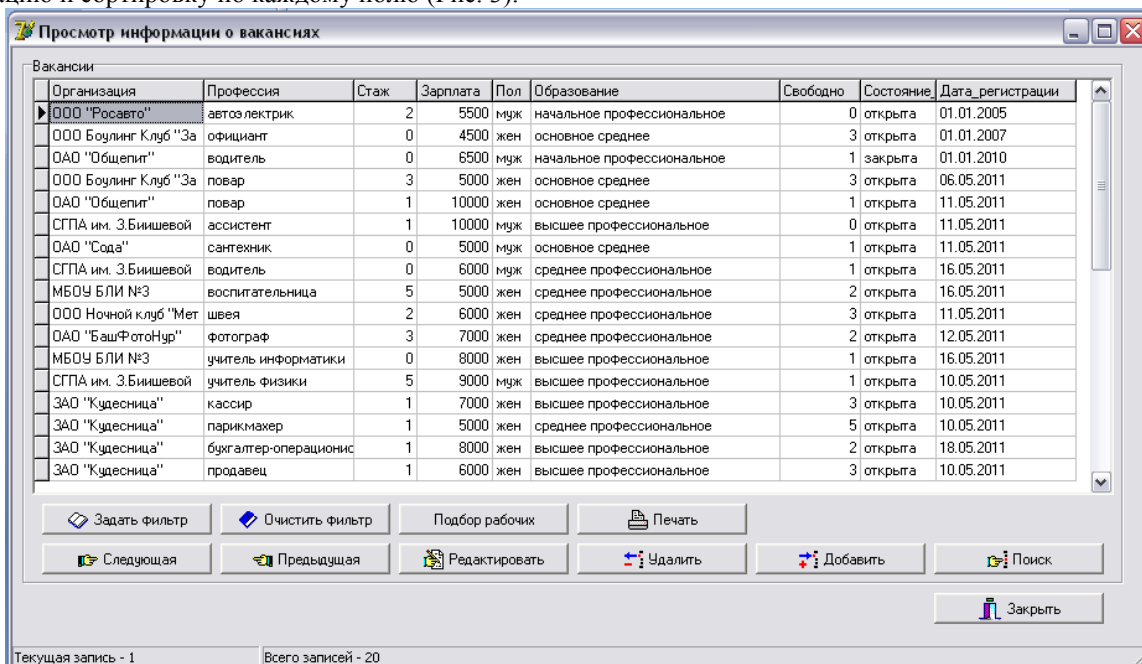 цию и сортировку по каждому полю (Рис. 3).
Просмотр информации о вакансиях
Вакансии
Организация Профессия Стаж Зарплата Пол Образование Свободно Состояние_ Дата_регистрации
ООО "Росавто" автоэлектрик 2 5500 муж начальное профессиональное 0 открыта 01.01.2005
ООО Боулинг Клуб "За официант 0 4500 жен основное среднее 3 открыта 01.01.2007
ОАО "Общепит" водитель 0 6500 муж начальное профессиональное 1 закрыта 01.01.2010
ООО Боулинг Клуб "За повар 3 5000 жен основное среднее 3 открыта 06.05.2011
ОАО "Общепит" повар 1 10000 жен основное среднее 1 открыта 11.05.2011
СГПА им. З.Биишевой ассистент 1 10000 муж высшее профессиональное 0 открыта 11.05.2011
ОАО "Сода" сантехник 0 5000 муж основное среднее 1 открыта 11.05.2011
СГПА им. З.Биишевой водитель 0 6000 муж среднее профессиональное 1 открыта 16.05.2011
МБОУ БЛИ №3 воспитательница 5 5000 жен среднее профессиональное 2 открыта 16.05.2011
ООО Ночной клуб "Мет швея 2 6000 жен среднее профессиональное 3 открыта 11.05.2011
ОАО "БашФотоНур" фотограф 3 7000 жен среднее профессиональное 2 открыта 12.05.2011
МБОУ БЛИ №3 учитель информатики 0 8000 жен высшее профессиональное 1 открыта 16.05.2011
СГПА им. З.Биишевой учитель физики 5 9000 муж высшее профессиональное 1 открыта 10.05.2011
ЗАО "Кудесница" кассир 1 7000 жен высшее профессиональное 3 открыта 10.05.2011
ЗАО "Кудесница" парикмахер 1 5000 жен среднее профессиональное 5 открыта 10.05.2011
ЗАО "Кудесница" бухгалтер-операционис 1 8000 жен высшее профессиональное 2 открыта 18.05.2011
ЗАО "Кудесница" продавец 1 6000 жен высшее профессиональное 3 открыта 10.05.2011
Задать фильтр Очистить фильтр Подбор рабочих Печать
Следующая Предыдущая Редактировать Удалить Добавить Поиск
Закрыть
Текущая запись - 1 Всего записей - 20